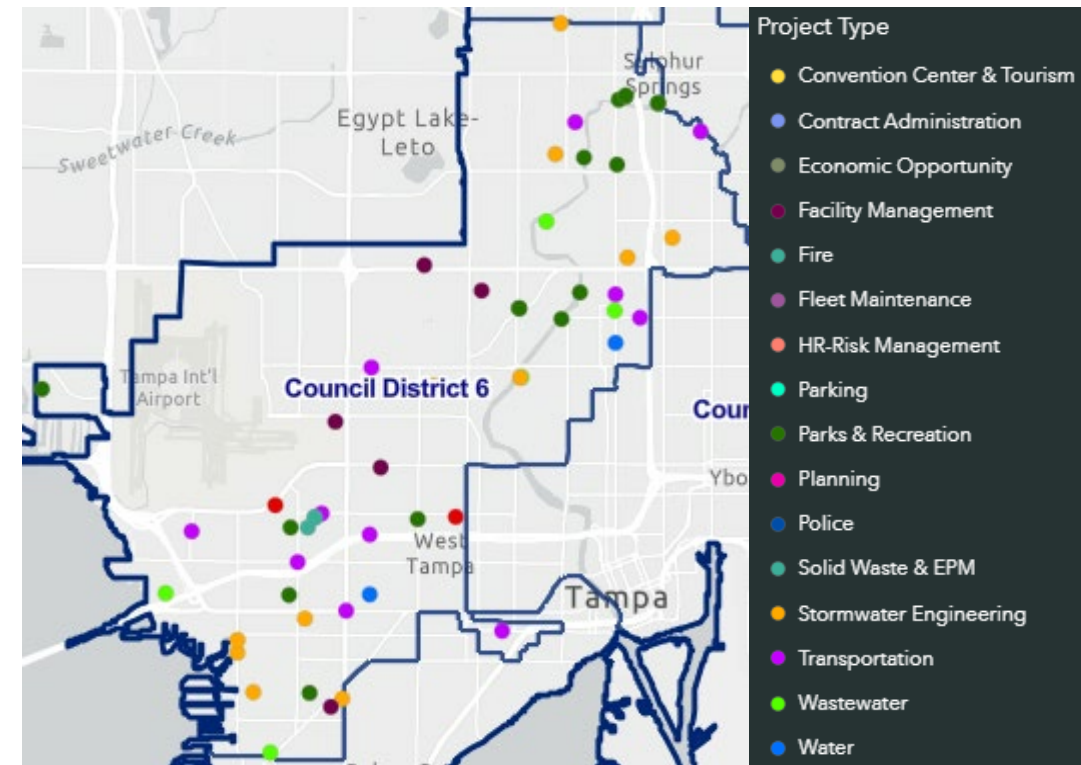 Sulphur
Springs
Egypt Lake-
Leto
Sweetwater Creek
Tampa Int'l
Airport
Council District 6
Coun
Ybo
West
Tampa
Tampa
Project Type
Convention Center & Tourism
Contract Administration
Economic Opportunity
Facility Management
Fire
Fleet Maintenance
HR-Risk Management
Parking
Parks & Recreation
Planning
Police
Solid Waste & EPM
Stormwater Engineering
Transportation
Wastewater
Water